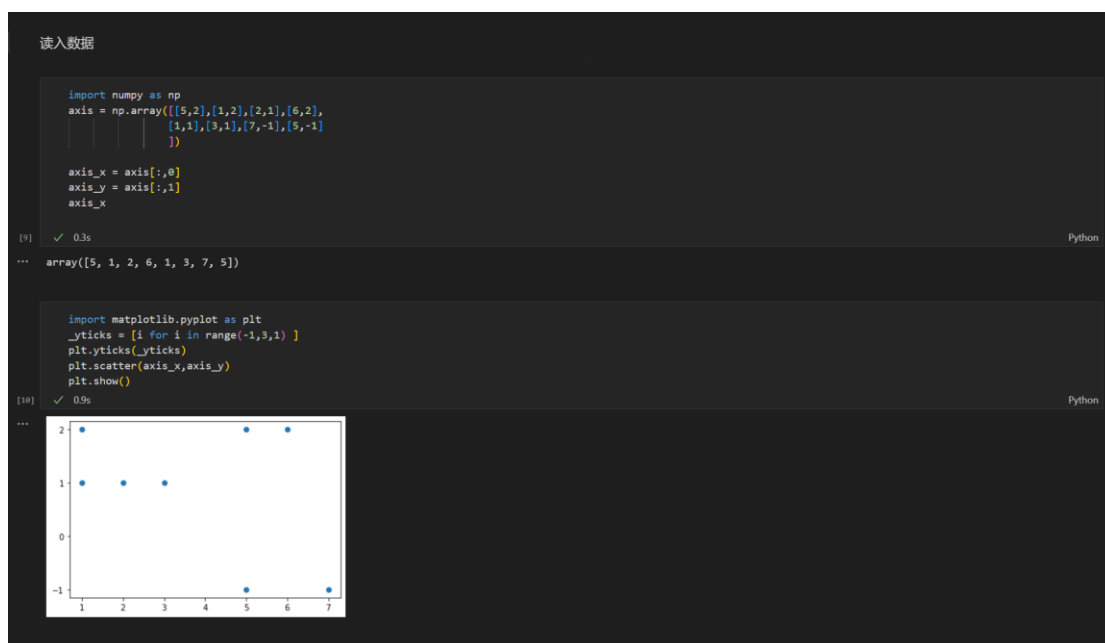 读入数据
import numpy as np
axis = np.array([[5,2],[1,2],[2,1],[6,2],
[1,1],[3,1],[7,-1],[5,-1]
])
axis_x = axis[:,0]
axis_y = axis[:,1]
axis_x
[9] ✓ 0.3s Python
... array([5, 1, 2, 6, 1, 3, 7, 5])
import matplotlib.pyplot as plt
_yticks = [i for i in range(-1,3,1) ]
plt.yticks(_yticks)
plt.scatter(axis_x,axis_y)
plt.show()
[10] ✓ 0.9s Python
...
2
1
0
−1
1 2 3 4 5 6 7